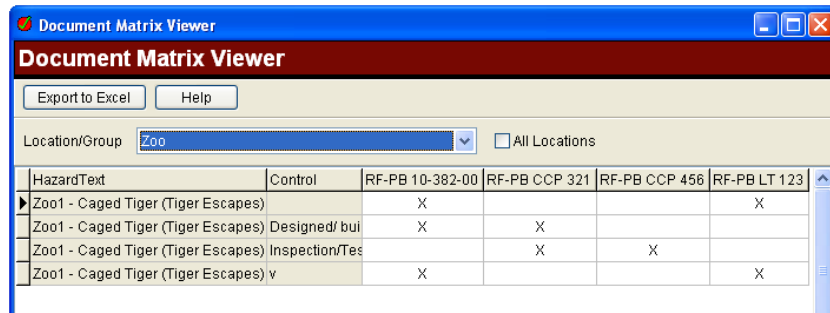 Document Matrix Viewer
Document Matrix Viewer
Export to Excel Help
Location/Group Zoo All Locations
HazardText Control RF-PB 10-382-00 RF-PB CCP 321 RF-PB CCP 456 RF-PB LT 123
Zoo1 - Caged Tiger (Tiger Escapes) X X
Zoo1 - Caged Tiger (Tiger Escapes) Designed/ bui X X
Zoo1 - Caged Tiger (Tiger Escapes) Inspection/Tes X X
Zoo1 - Caged Tiger (Tiger Escapes) v X X